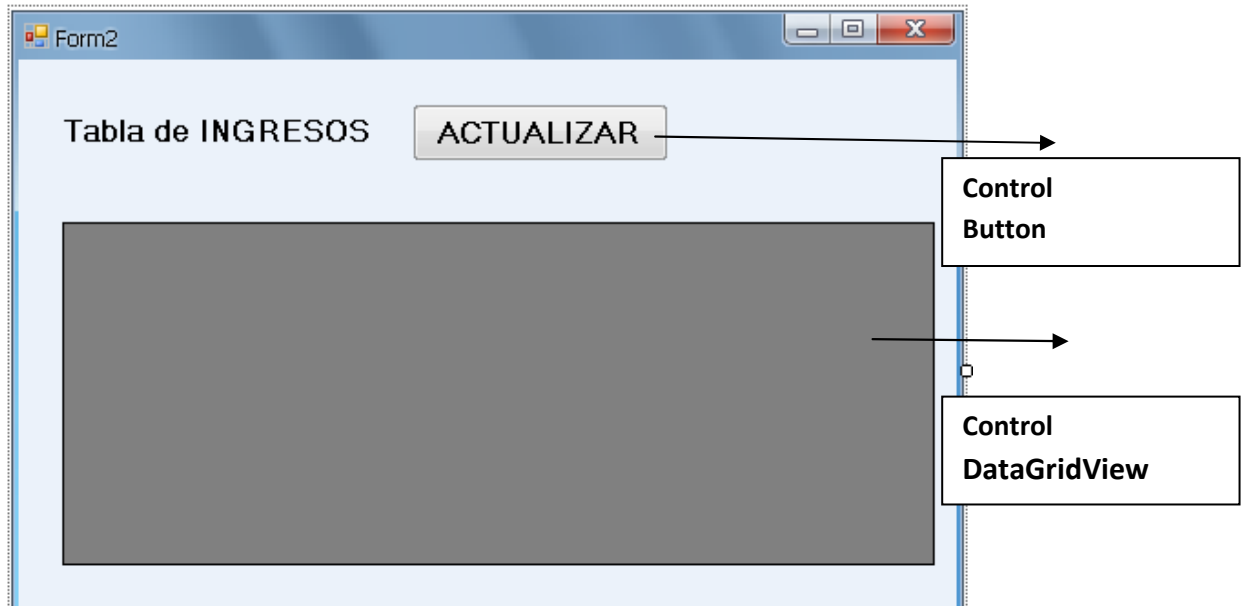 Form2
Tabla de INGRESOS
ACTUALIZAR
Control
Button
Control
DataGridView